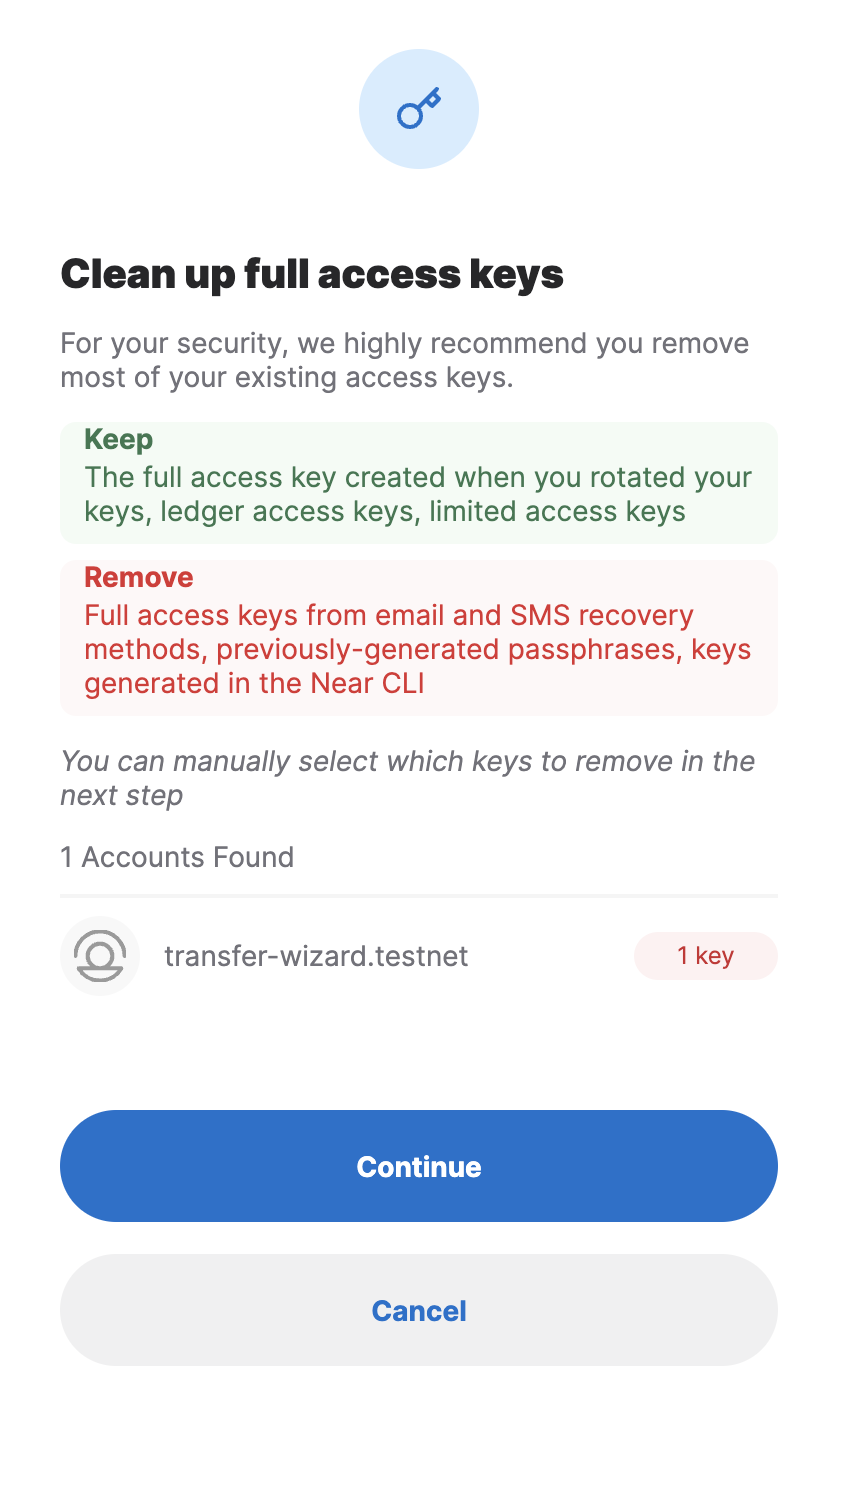 Clean up full access keys
For your security, we highly recommend you remove
most of your existing access keys.
Keep
The full access key created when you rotated your
keys, ledger access keys, limited access keys
Remove
Full access keys from email and SMS recovery
methods, previously-generated passphrases, keys
generated in the Near CLI
You can manually select which keys to remove in the
next step
1 Accounts Found
transfer-wizard.testnet
1 key
Continue
Cancel